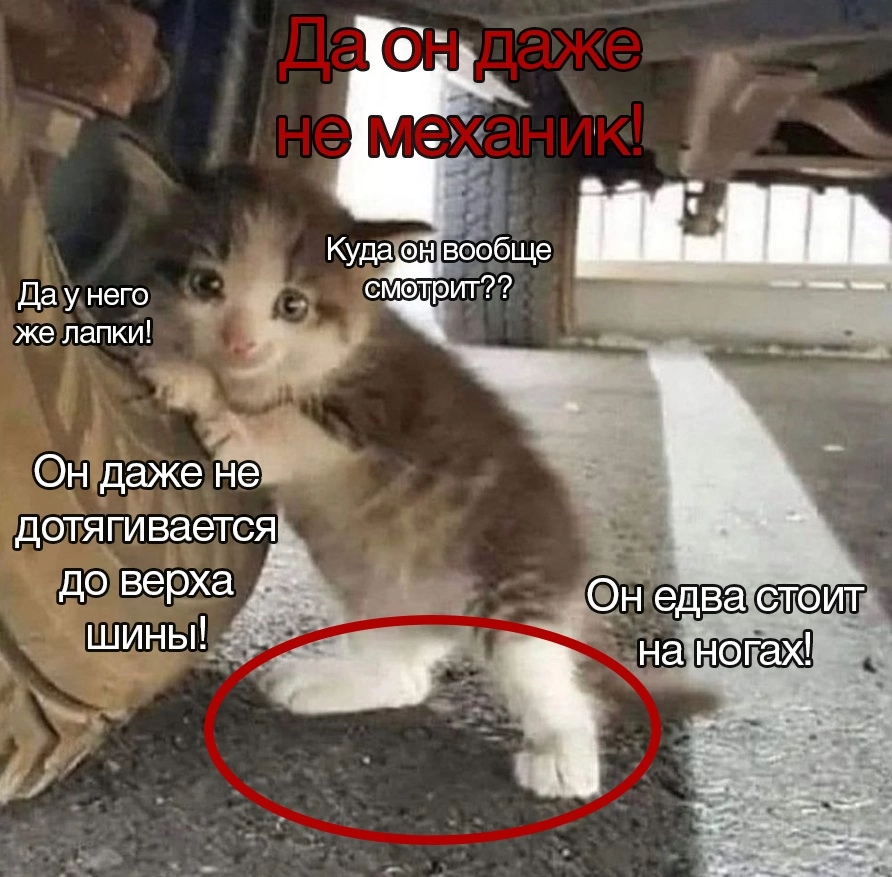 Да он даже
не механик!
Куда он вообще
смотрит??
Да у него
же лапки!
Он даже не
дотягивается
до верха
шины!
Он едва стоит
на ногах!